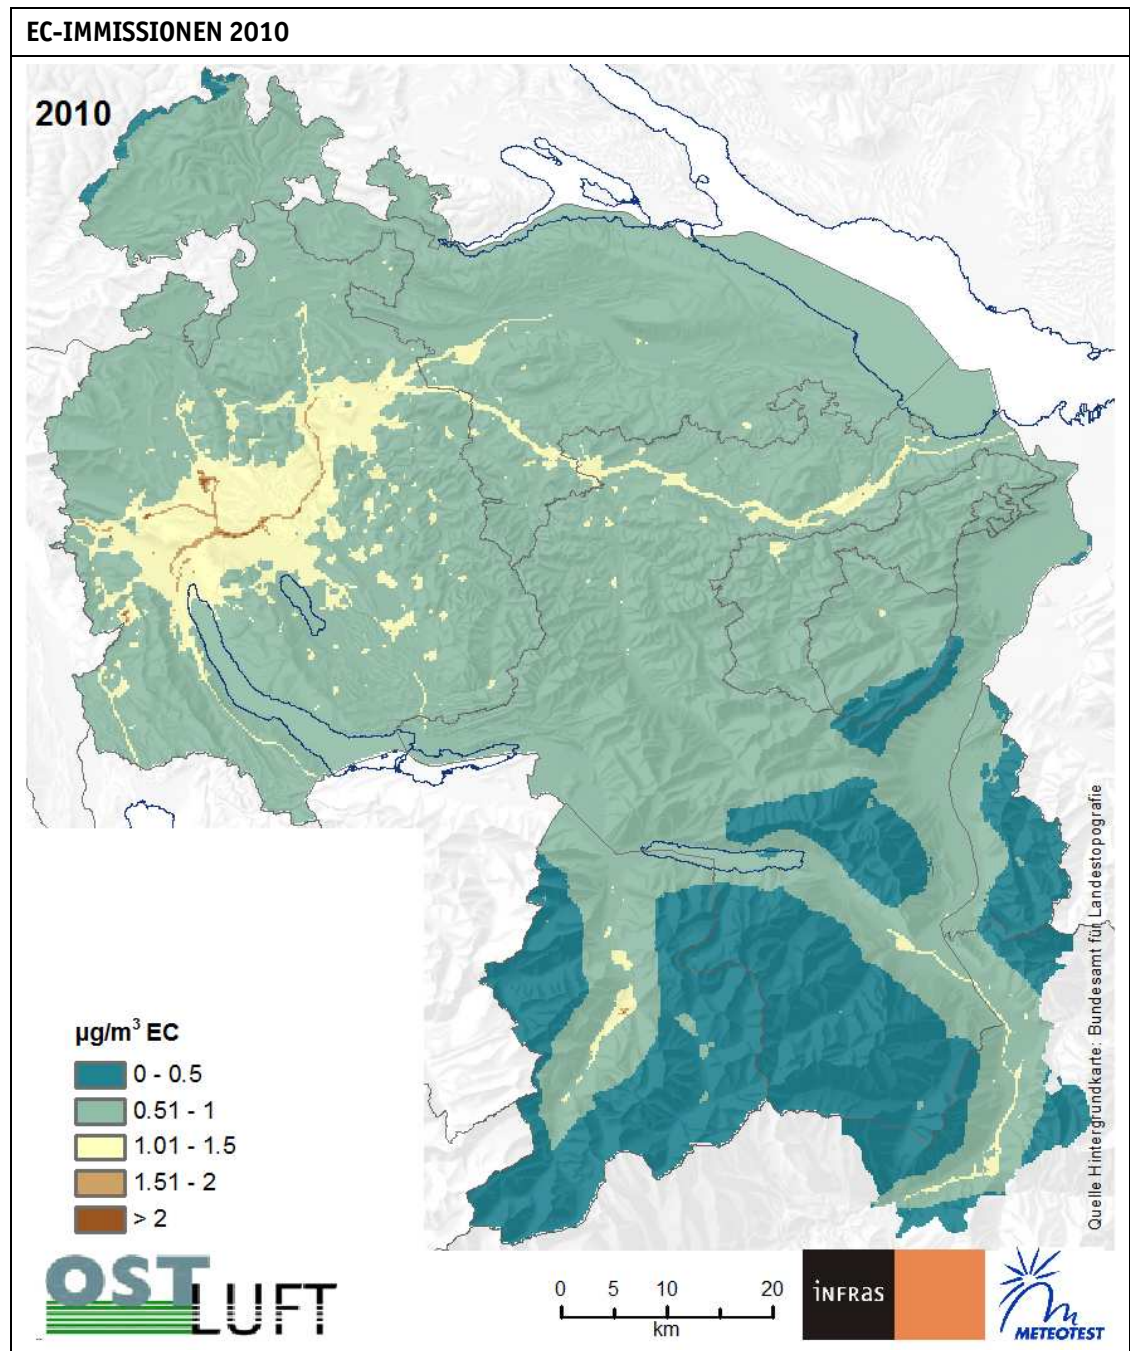 EC-IMMISSIONEN 2010
2010
µg/m³ EC
0 - 0.5
0.51 - 1
1.01 - 1.5
1.51 - 2
> 2
Quelle Hintergrundkarte: Bundesamt für Landestopografie
OSTLUFT
0 5 10 20
km
iNFRAS
METEOTEST